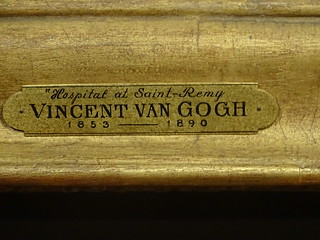 "Hospital at Saint-Remy
VINCENT VAN GOGH
1853 — 1890